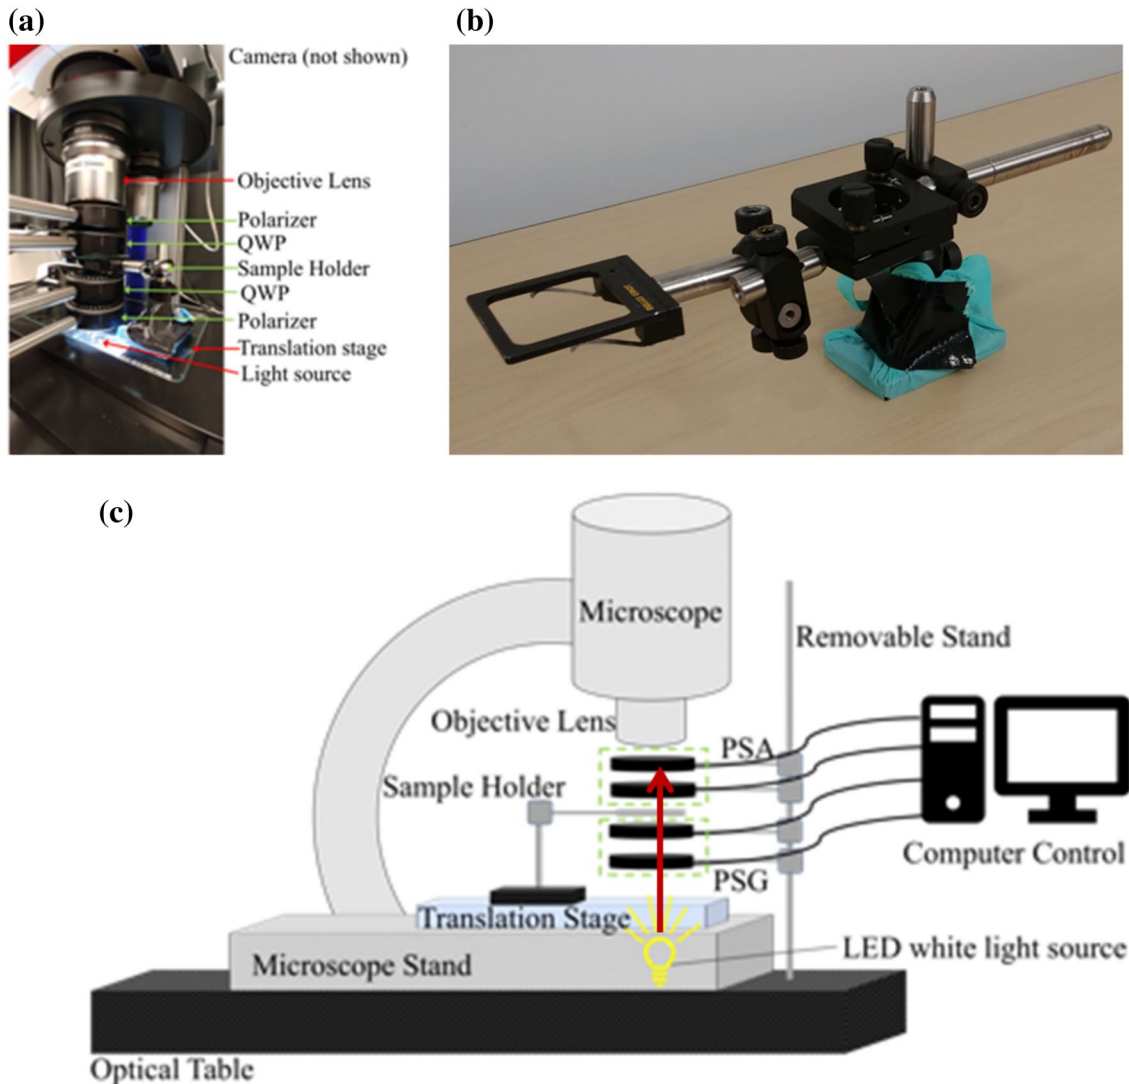 (a)
Camera (not shown)
Objective Lens
Polarizer
QWP
Sample Holder
QWP
Polarizer
Translation stage
Light source
(b)
(c)
Microscope
Removable Stand
Objective Lens
PSA
Sample Holder
Computer Control
PSG
Translation Stage
LED white light source
Microscope Stand
Optical Table